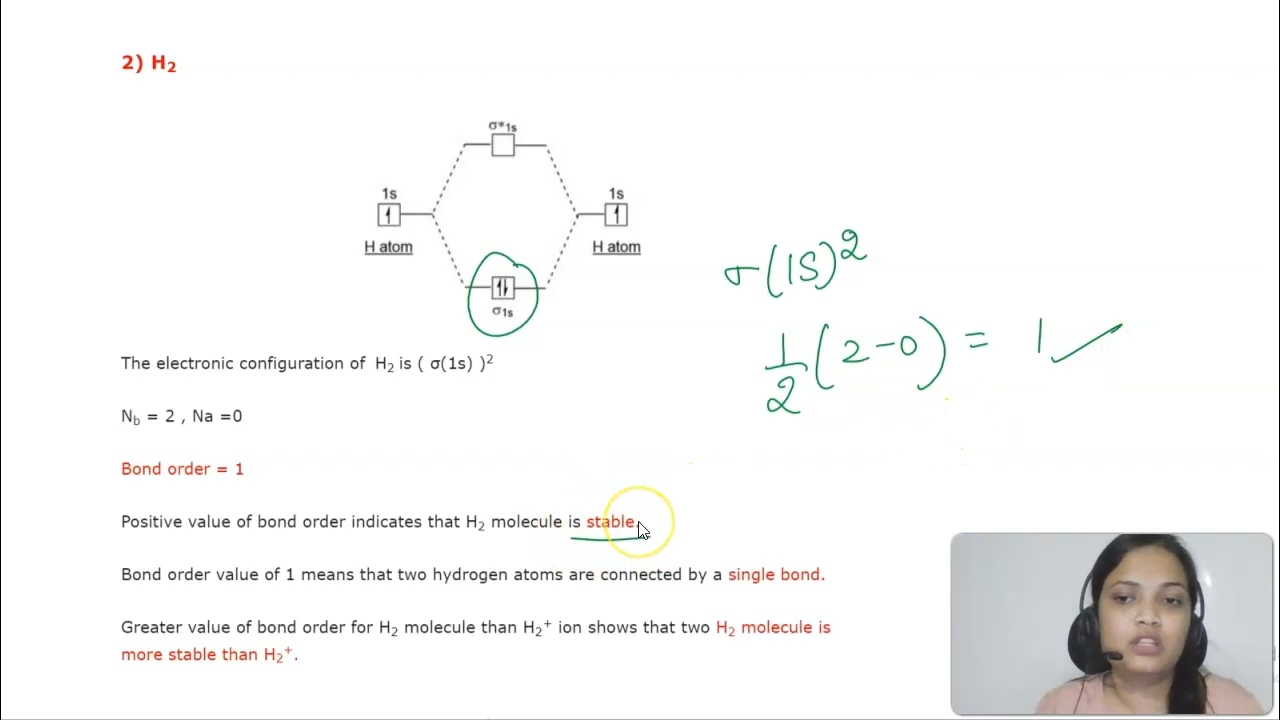 2) H₂
σ*1s
1s
1s
H atom
H atom
σ1s
σ(1S)²
1/2 (2-0) = 1
The electronic configuration of H₂ is ( σ(1s) )²
N_b = 2 , Na =0
Bond order = 1
Positive value of bond order indicates that H₂ molecule is stable.
Bond order value of 1 means that two hydrogen atoms are connected by a single bond.
Greater value of bond order for H₂ molecule than H₂⁺ ion shows that two H₂ molecule is
more stable than H₂⁺.